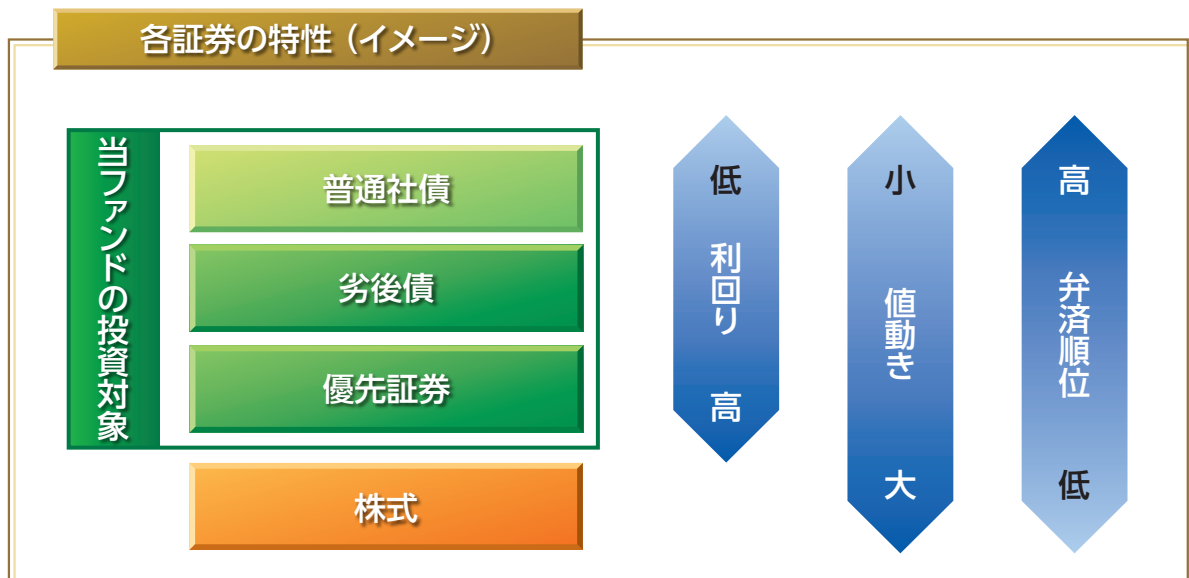 各証券の特性（イメージ）
当ファンドの投資対象
普通社債
劣後債
優先証券
株式
低
利回り
高
小
値動き
大
高
弁済順位
低